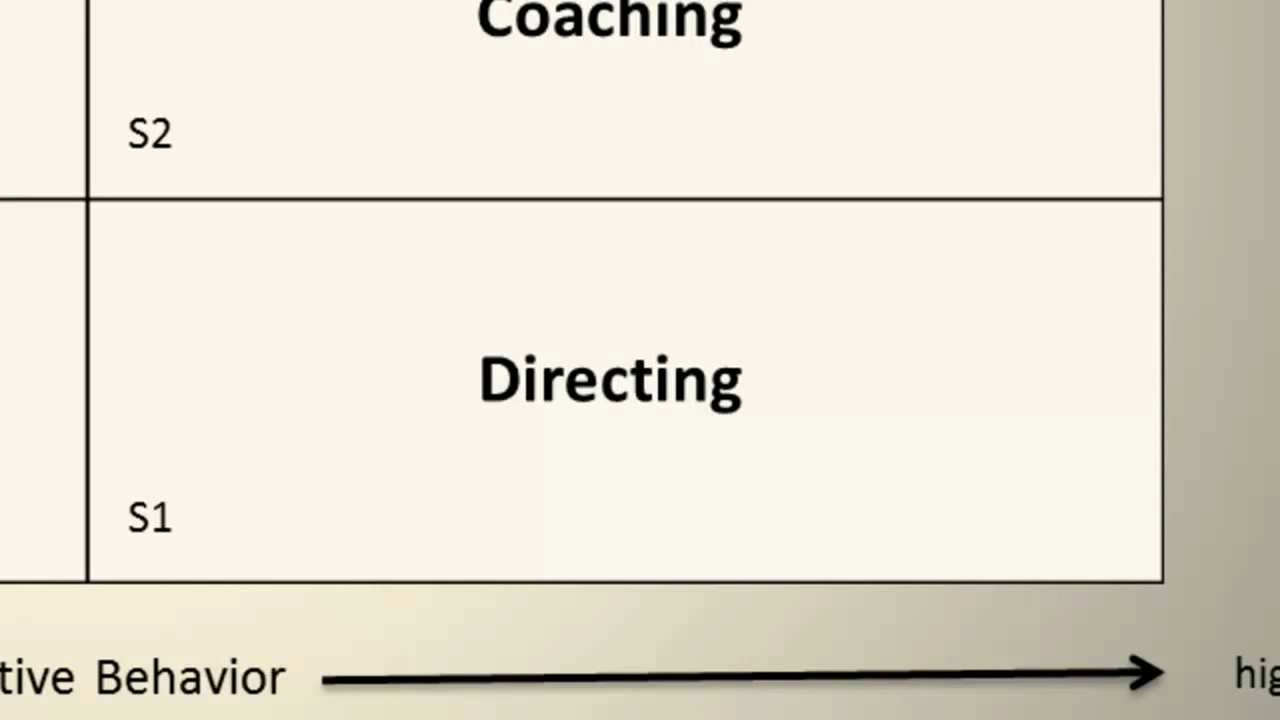 Coaching
S2
Directing
S1
tive Behavior
hig